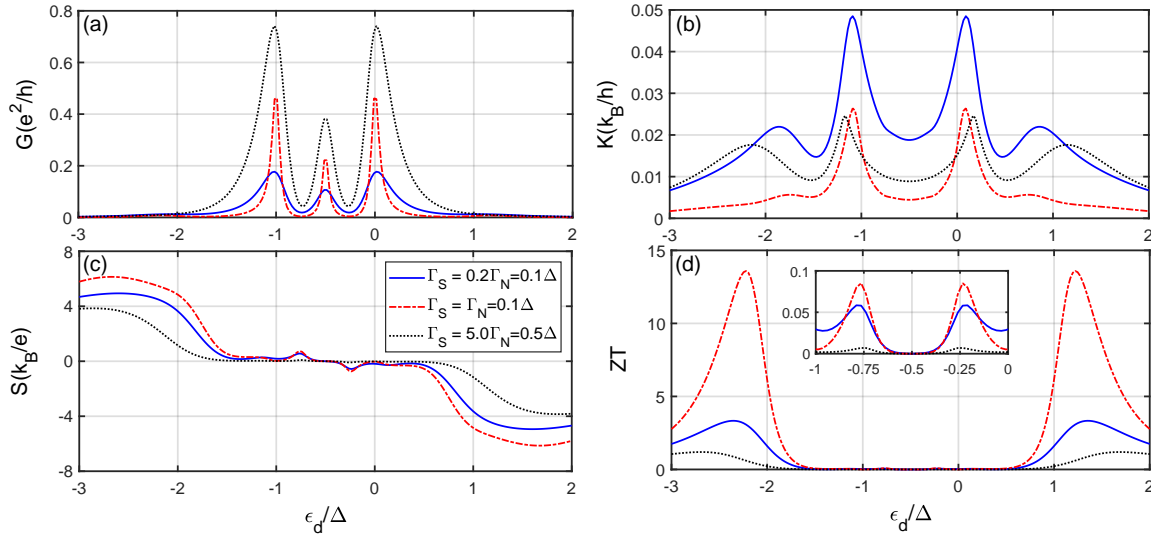 (a)
G(e²/h)
0.8
0.6
0.4
0.2
0
-3 -2 -1 0 1 2
(b)
K(k_B/h)
0.05
0.04
0.03
0.02
0.01
0
-3 -2 -1 0 1 2
(c)
S(k_B/e)
8
4
0
-4
-8
-3 -2 -1 0 1 2
ϵ_d/Δ
Γ_S = 0.2Γ_N=0.1Δ
Γ_S = Γ_N=0.1Δ
Γ_S = 5.0Γ_N=0.5Δ
(d)
ZT
15
10
5
0
-3 -2 -1 0 1 2
ϵ_d/Δ
0.1
0.05
0
-1 -0.75 -0.5 -0.25 0